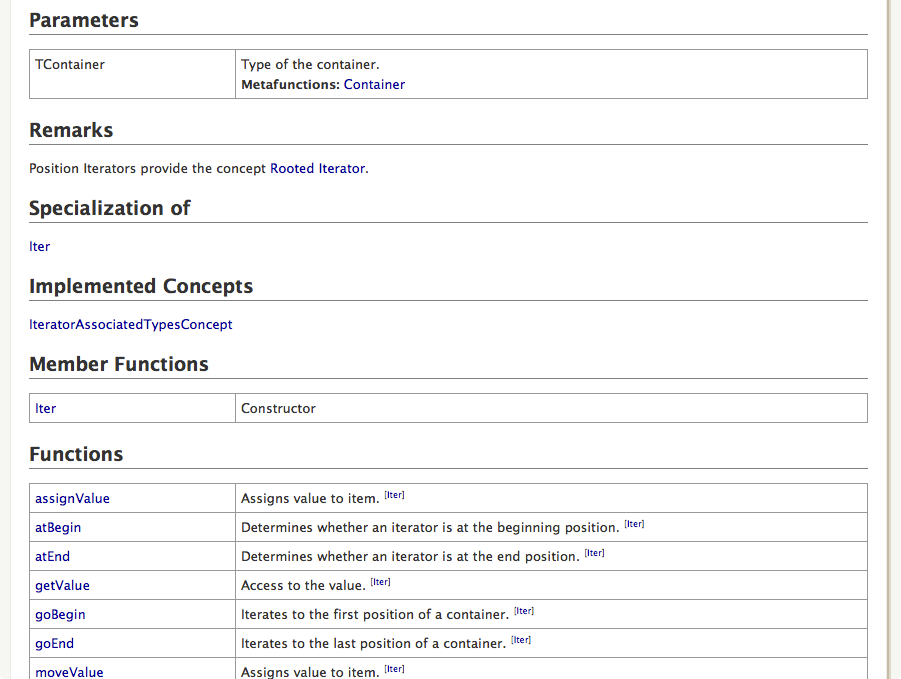 Parameters
TContainer Type of the container.
Metafunctions: Container
Remarks
Position Iterators provide the concept Rooted Iterator.
Specialization of
Iter
Implemented Concepts
IteratorAssociatedTypesConcept
Member Functions
Iter Constructor
Functions
assignValue Assigns value to item. [Iter]
atBegin Determines whether an iterator is at the beginning position. [Iter]
atEnd Determines whether an iterator is at the end position. [Iter]
getValue Access to the value. [Iter]
goBegin Iterates to the first position of a container. [Iter]
goEnd Iterates to the last position of a container. [Iter]
moveValue Assigns value to item. [Iter]